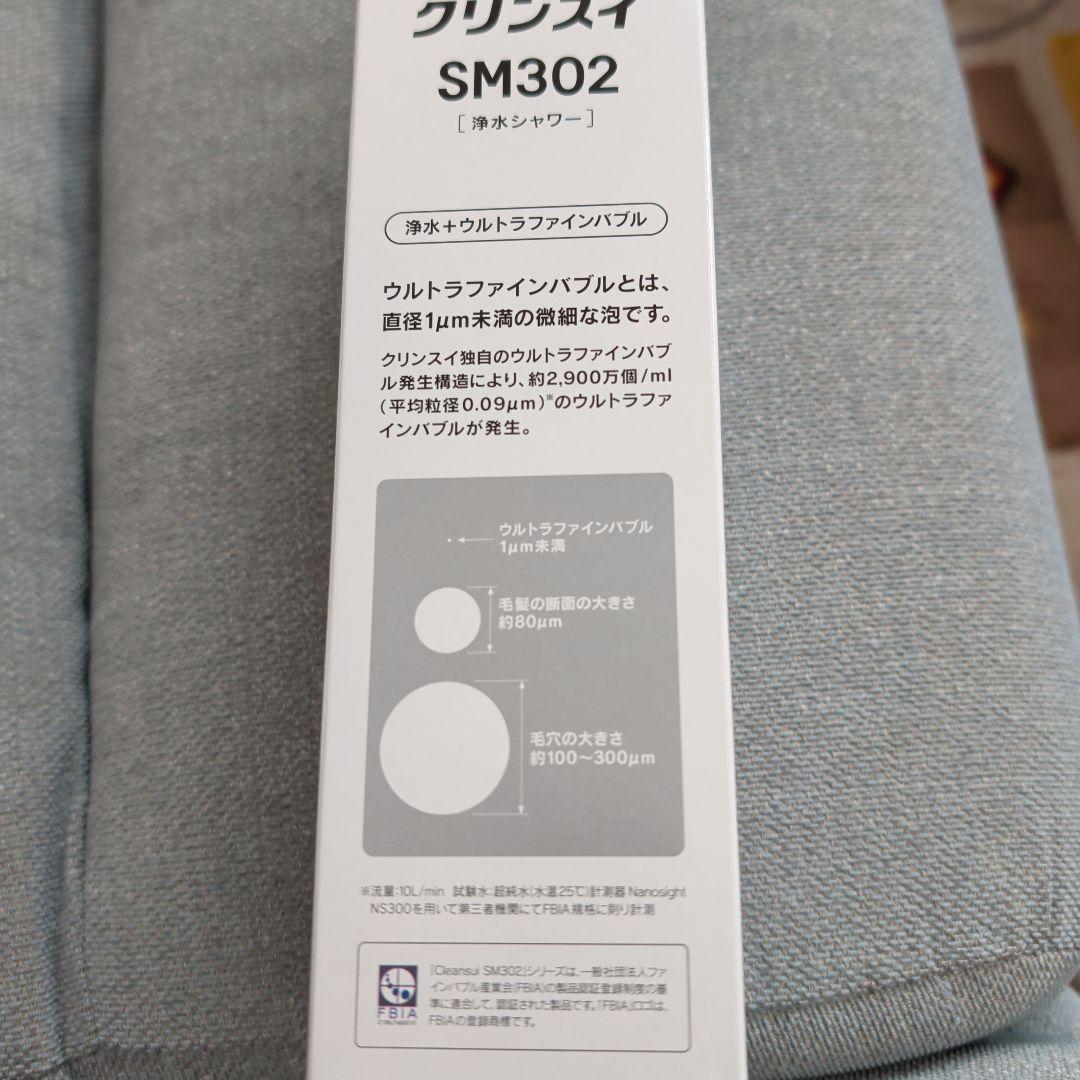 クリンスイ
SM302
[浄水シャワー]
浄水+ウルトラファインバブル
ウルトラファインバブルとは、
直径1μm未満の微細な泡です。
クリンスイ独自のウルトラファインバブ
ル発生構造により、約2,900万個/ml
(平均粒径0.09μm)※のウルトラファ
インバブルが発生。
ウルトラファインバブル
1μm未満
毛髪の断面の大きさ
約80μm
毛穴の大きさ
約100〜300μm
※流量:10L/min 試験水:超純水(水温25℃)計測器 Nanosight
NS300を用いて第三者機関にてFBIA規格に則り計測
「Cleansui SM302」シリーズは、一般社団法人ファ
インバブル産業会(FBIA)の製品認証登録制度の基
準に適合して、認証された製品です。「FBIA」ロゴは、
FBIAの登録商標です。
FBIA